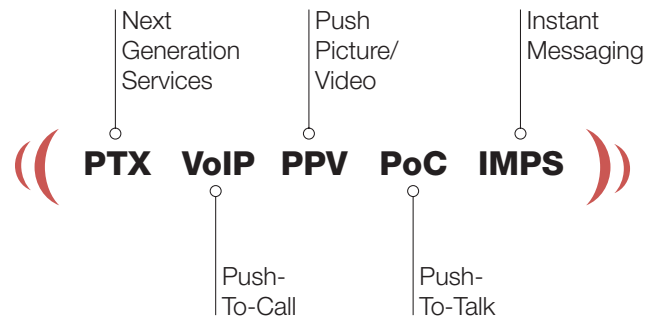 Next
Generation
Services
Push
Picture/
Video
Instant
Messaging
PTX VoIP PPV PoC IMPS
Push-
To-Call
Push-
To-Talk